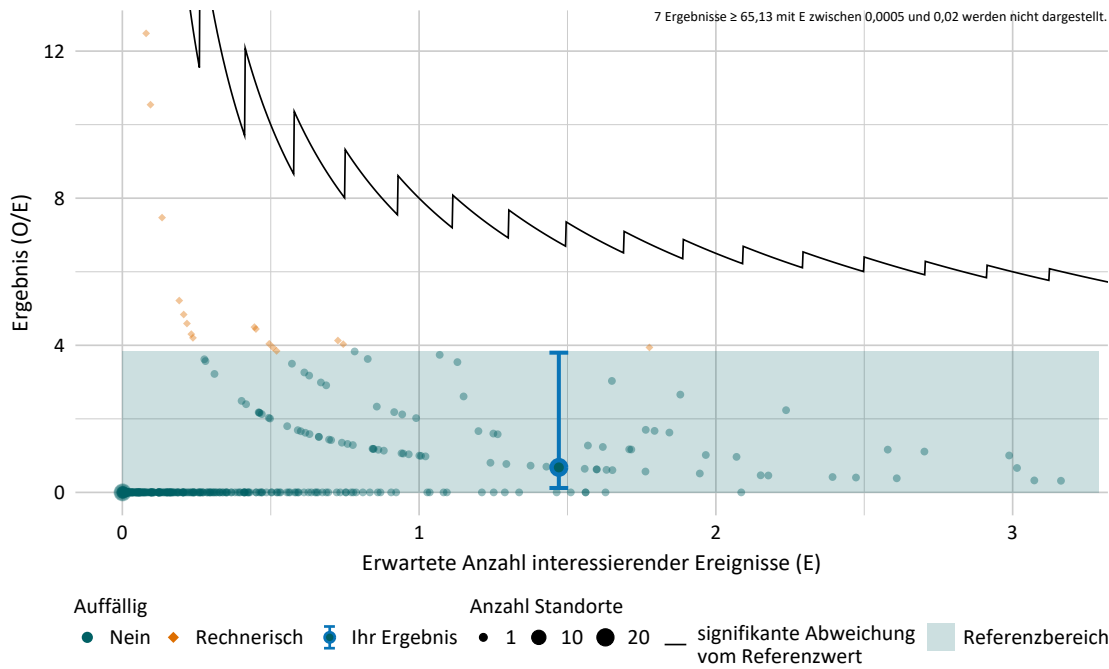 7 Ergebnisse ≥ 65,13 mit E zwischen 0,0005 und 0,02 werden nicht dargestellt.
12
8
4
0
Ergebnis (O/E)
0
1
2
3
Erwartete Anzahl interessierender Ereignisse (E)
Auffällig
Nein
Rechnerisch
Ihr Ergebnis
Anzahl Standorte
1
10
20
signifikante Abweichung
vom Referenzwert
Referenzbereich